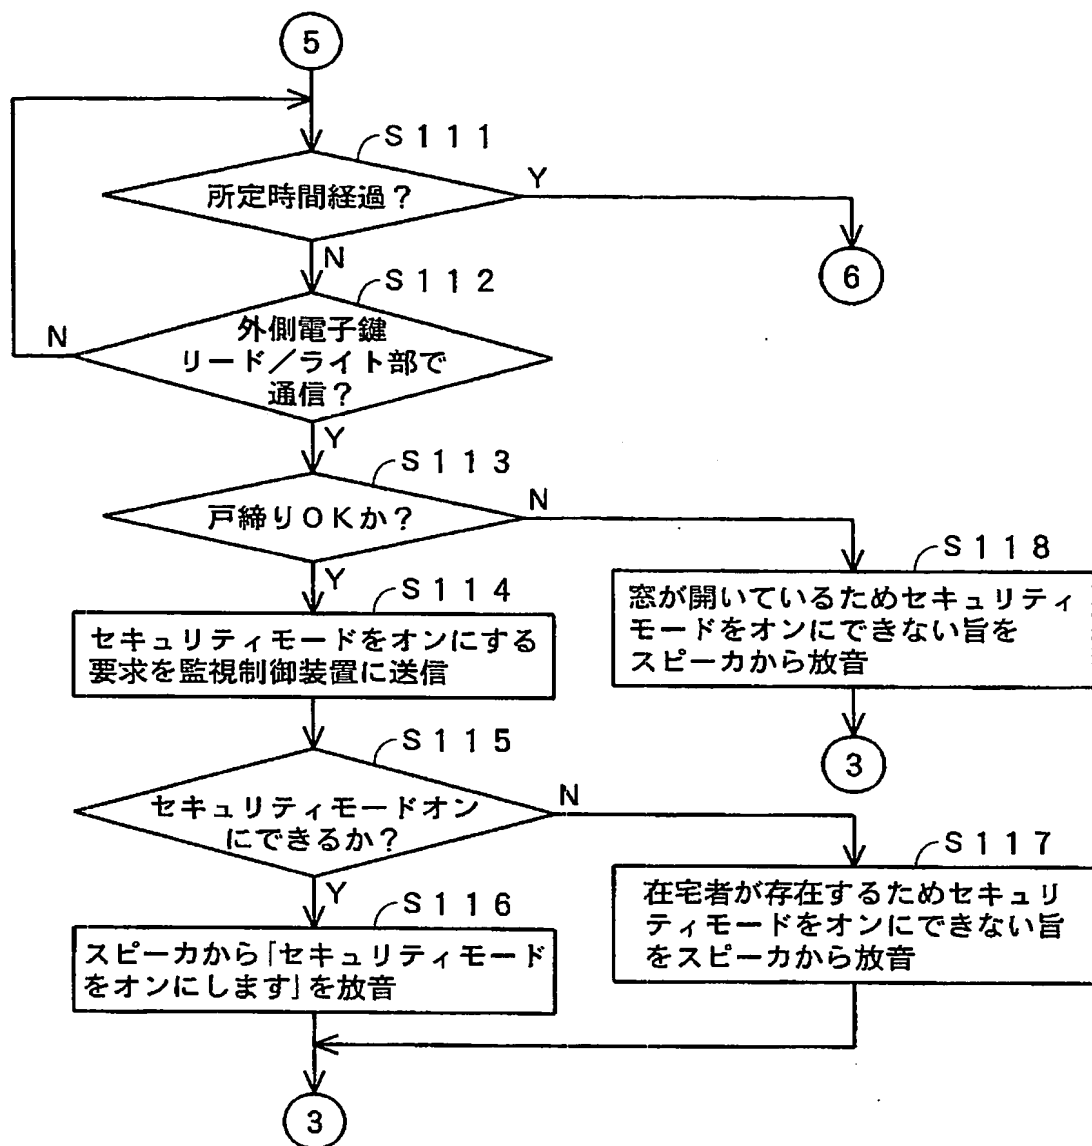 5
S111
所定時間経過？
Y
N
6
S112
外側電子鍵
リード／ライト部で
通信？
N
Y
S113
戸締りOKか？
N
Y
S118
窓が開いているためセキュリティ
モードをオンにできない旨を
スピーカから放音
3
S114
セキュリティモードをオンにする
要求を監視制御装置に送信
S115
セキュリティモードオン
にできるか？
N
Y
S117
在宅者が存在するためセキュリ
ティモードをオンにできない旨
をスピーカから放音
S116
スピーカから「セキュリティモード
をオンにします」を放音
3